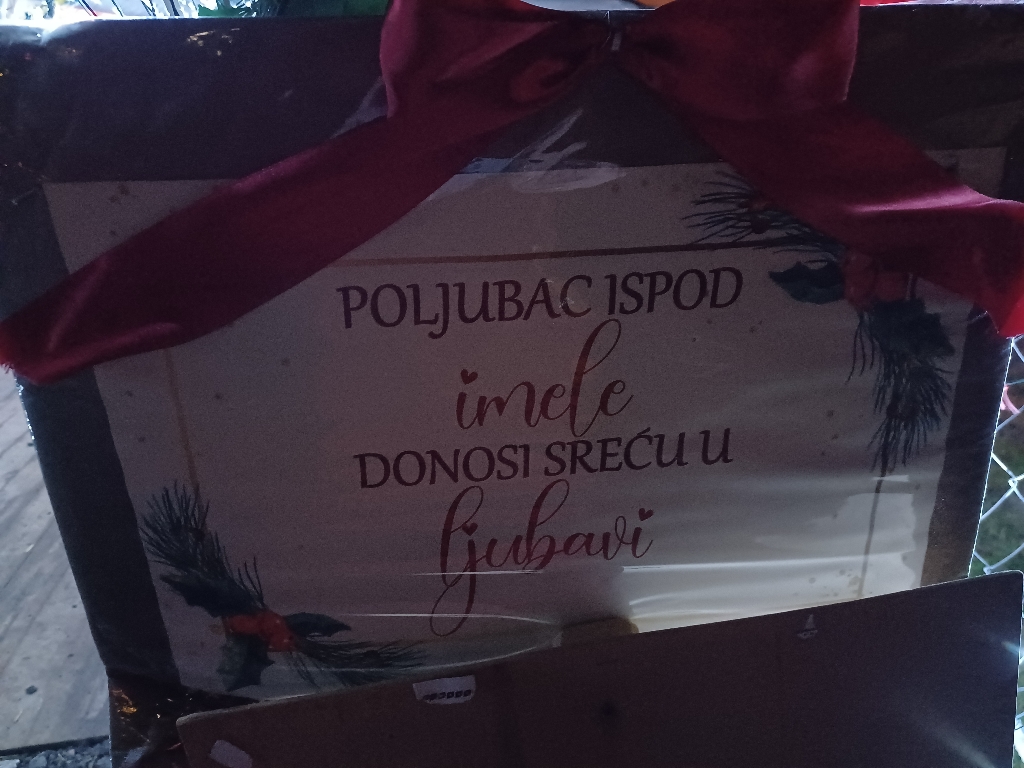 POLJUBAC ISPOD
imele
DONOSI SREĆU U
ljubavi